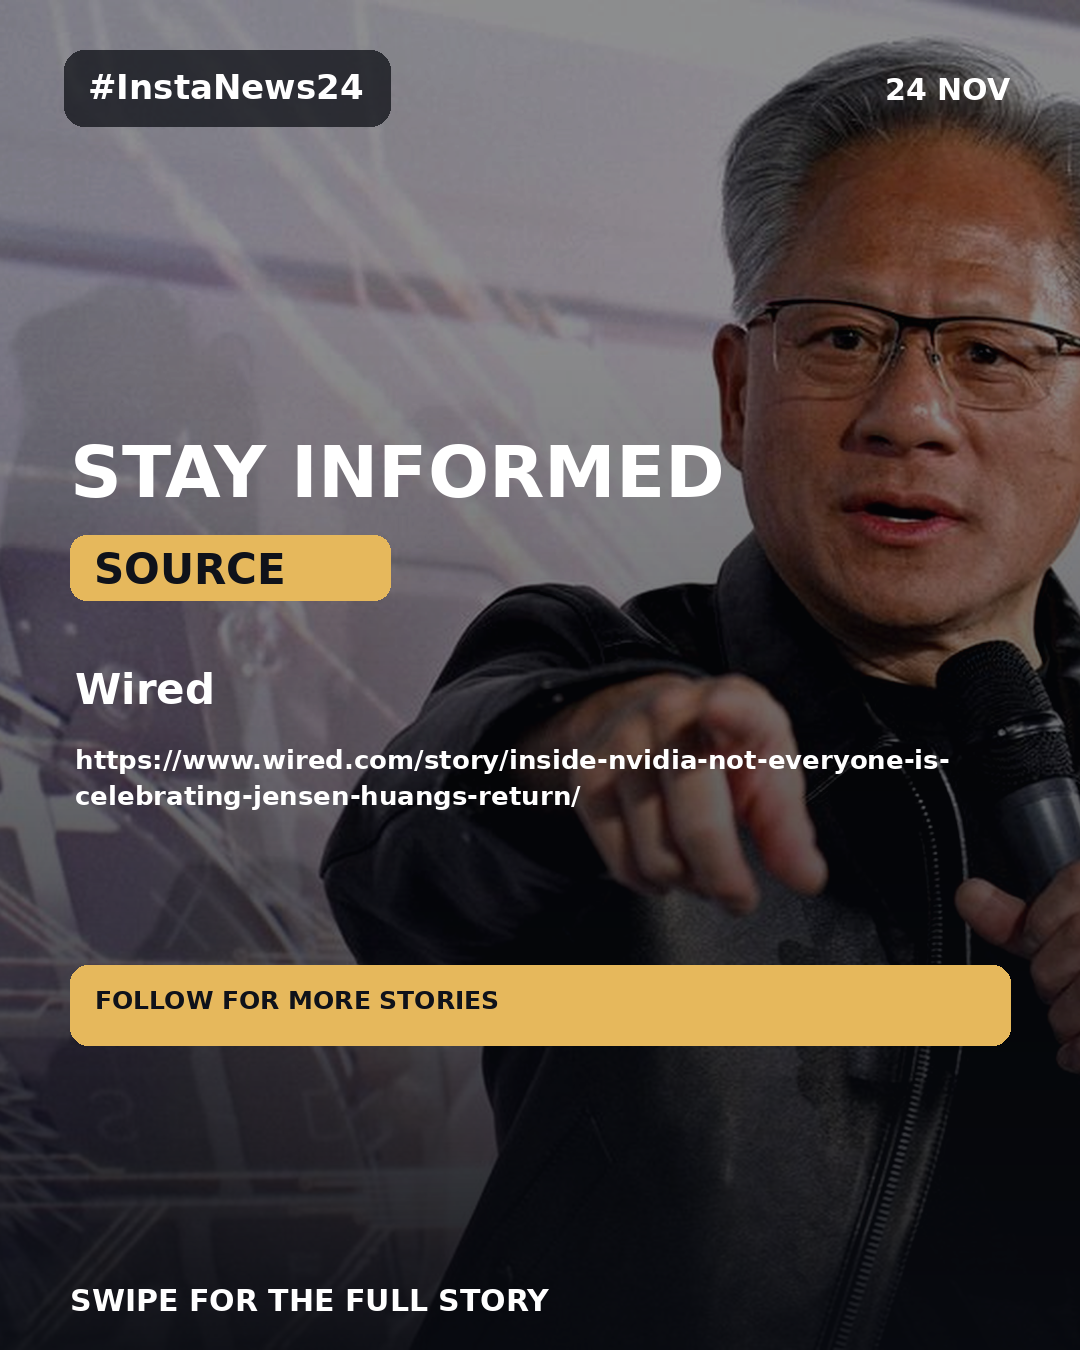 #InstaNews24
24 NOV
STAY INFORMED
SOURCE
Wired
https://www.wired.com/story/inside-nvidia-not-everyone-is-
celebrating-jensen-huangs-return/
FOLLOW FOR MORE STORIES
SWIPE FOR THE FULL STORY